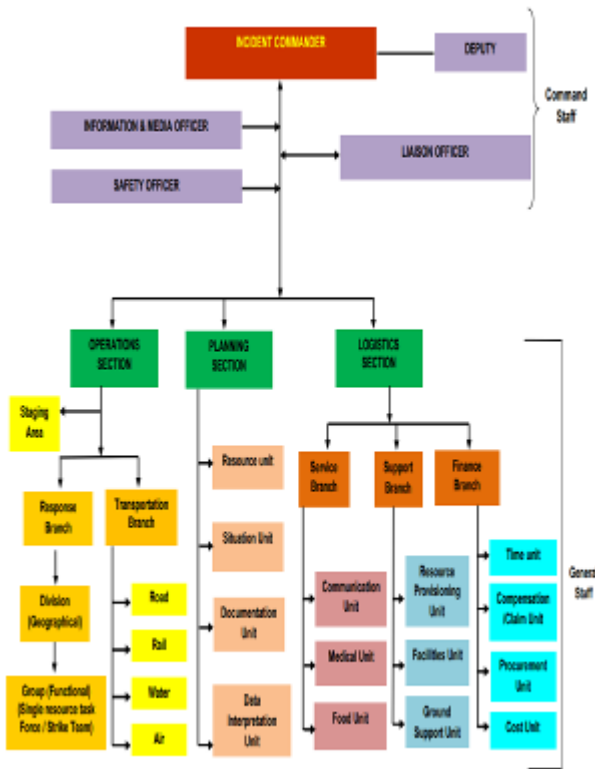 INCIDENT COMMANDER
DEPUTY
Command
Staff
INFORMATION & MEDIA OFFICER
LIAISON OFFICER
SAFETY OFFICER
OPERATIONS
SECTION
PLANNING
SECTION
LOGISTICS
SECTION
Staging
Area
Response
Branch
Transportation
Branch
Resource unit
Service
Branch
Support
Branch
Finance
Branch
Situation Unit
Time unit
General
Staff
Division
(Geographical)
Road
Documentation
Unit
Communication
Unit
Resource
Provisioning
Unit
Compensation
/Claim Unit
Rail
Medical Unit
Facilities Unit
Procurement
Unit
Group (Functional)
(Single resource task
Force / Strike Team)
Water
Air
Data
Interpretation
Unit
Food Unit
Ground
Support Unit
Cost Unit